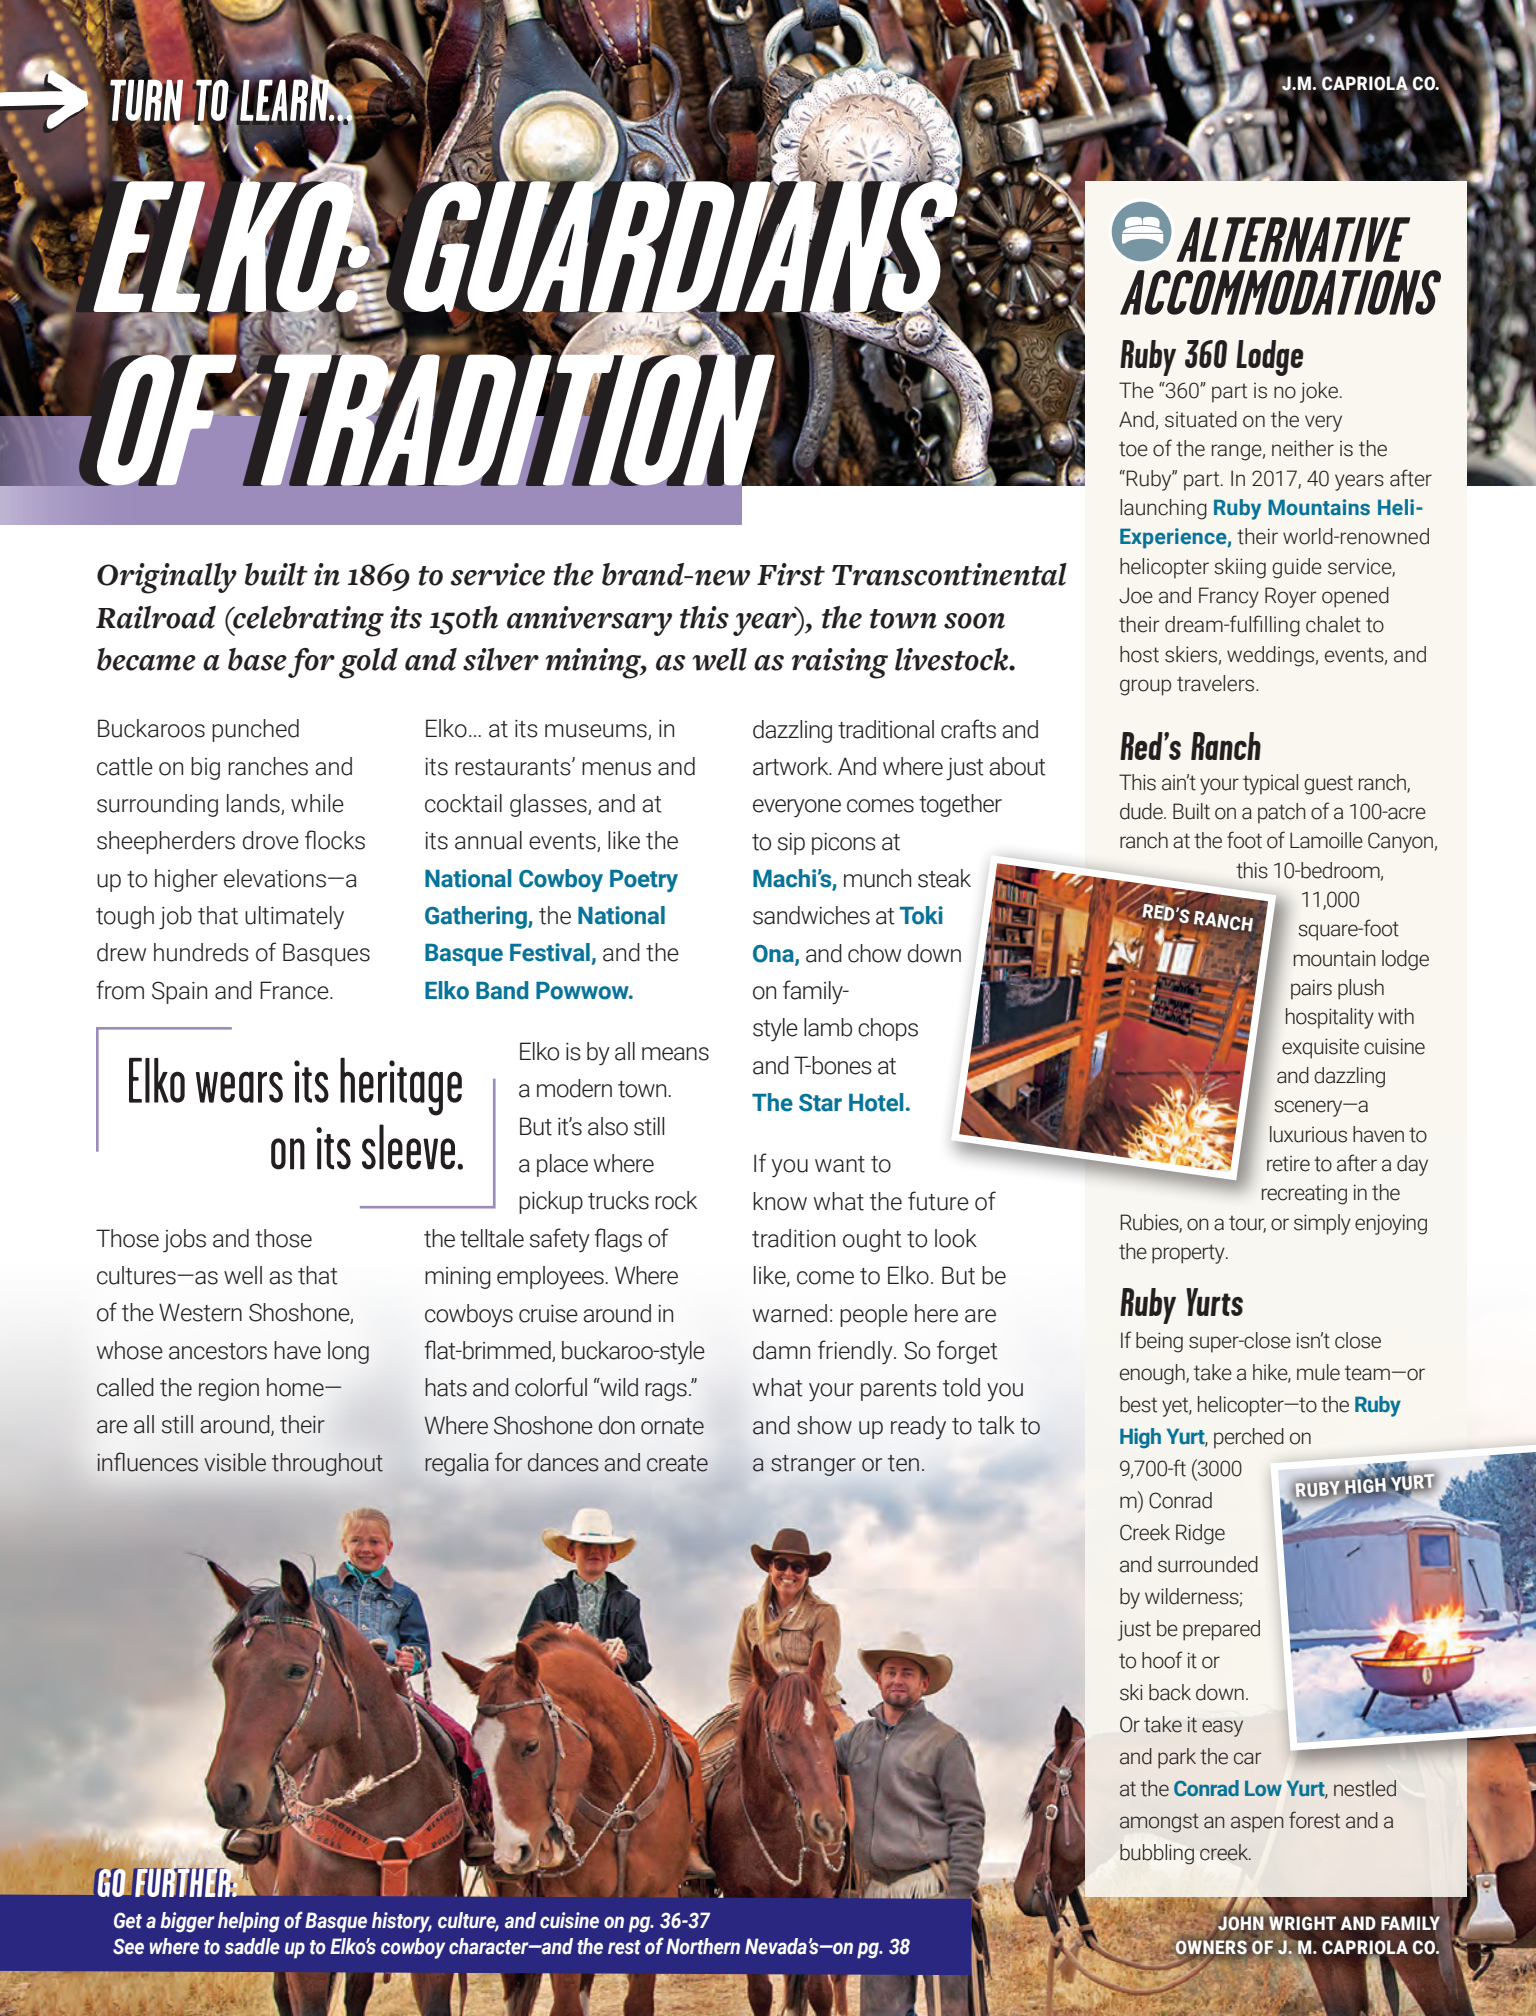 TURN TO LEARN...
J.M. CAPRIOLA CO.
ELKO: GUARDIANS
OF TRADITION
Originally built in 1869 to service the brand-new First Transcontinental
Railroad (celebrating its 150th anniversary this year), the town soon
became a base for gold and silver mining, as well as raising livestock.
Buckaroos punched
cattle on big ranches and
surrounding lands, while
sheepherders drove flocks
up to higher elevations—a
tough job that ultimately
drew hundreds of Basques
from Spain and France.
Elko wears its heritage
on its sleeve.
Those jobs and those
cultures—as well as that
of the Western Shoshone,
whose ancestors have long
called the region home—
are all still around, their
influences visible throughout
Elko... at its museums, in
its restaurants’ menus and
cocktail glasses, and at
its annual events, like the
National Cowboy Poetry
Gathering, the National
Basque Festival, and the
Elko Band Powwow.
Elko is by all means
a modern town.
But it’s also still
a place where
pickup trucks rock
the telltale safety flags of
mining employees. Where
cowboys cruise around in
flat-brimmed, buckaroo-style
hats and colorful “wild rags.”
Where Shoshone don ornate
regalia for dances and create
dazzling traditional crafts and
artwork. And where just about
everyone comes together
to sip picons at
Machi’s, munch steak
sandwiches at Toki
Ona, and chow down
on family-
style lamb chops
and T-bones at
The Star Hotel.
If you want to
know what the future of
tradition ought to look
like, come to Elko. But be
warned: people here are
damn friendly. So forget
what your parents told you
and show up ready to talk to
a stranger or ten.
ALTERNATIVE
ACCOMMODATIONS
Ruby 360 Lodge
The “360” part is no joke.
And, situated on the very
toe of the range, neither is the
“Ruby” part. In 2017, 40 years after
launching Ruby Mountains Heli-
Experience, their world-renowned
helicopter skiing guide service,
Joe and Francy Royer opened
their dream-fulfilling chalet to
host skiers, weddings, events, and
group travelers.
Red’s Ranch
This ain’t your typical guest ranch,
dude. Built on a patch of a 100-acre
ranch at the foot of Lamoille Canyon,
this 10-bedroom,
11,000
square-foot
mountain lodge
pairs plush
hospitality with
exquisite cuisine
and dazzling
scenery—a
luxurious haven to
retire to after a day
recreating in the
Rubies, on a tour, or simply enjoying
the property.
RED’S RANCH
Ruby Yurts
If being super-close isn’t close
enough, take a hike, mule team—or
best yet, helicopter—to the Ruby
High Yurt, perched on
9,700-ft (3000
m) Conrad
Creek Ridge
and surrounded
by wilderness;
just be prepared
to hoof it or
ski back down.
Or take it easy
and park the car
at the Conrad Low Yurt, nestled
amongst an aspen forest and a
bubbling creek.
RUBY HIGH YURT
GO FURTHER:
Get a bigger helping of Basque history, culture, and cuisine on pg. 36-37
See where to saddle up to Elko’s cowboy character—and the rest of Northern Nevada’s—on pg. 38
JOHN WRIGHT AND FAMILY
OWNERS OF J. M. CAPRIOLA CO.